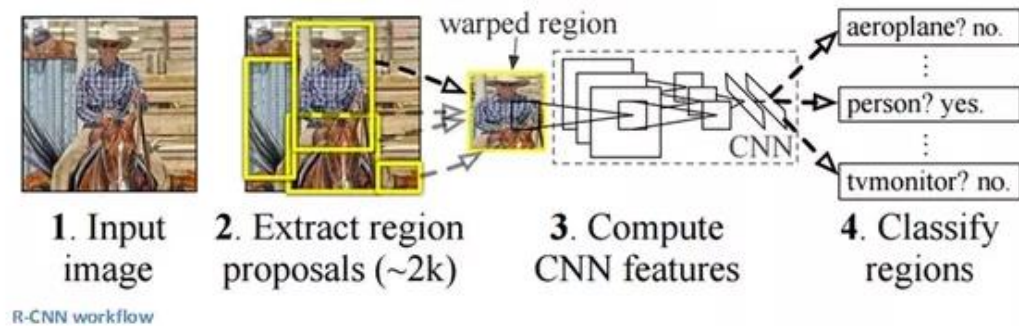 warped region
aeroplane? no.
⋮
person? yes.
⋮
tvmonitor? no.
CNN
1. Input
image
2. Extract region
proposals (~2k)
3. Compute
CNN features
4. Classify
regions
R-CNN workflow